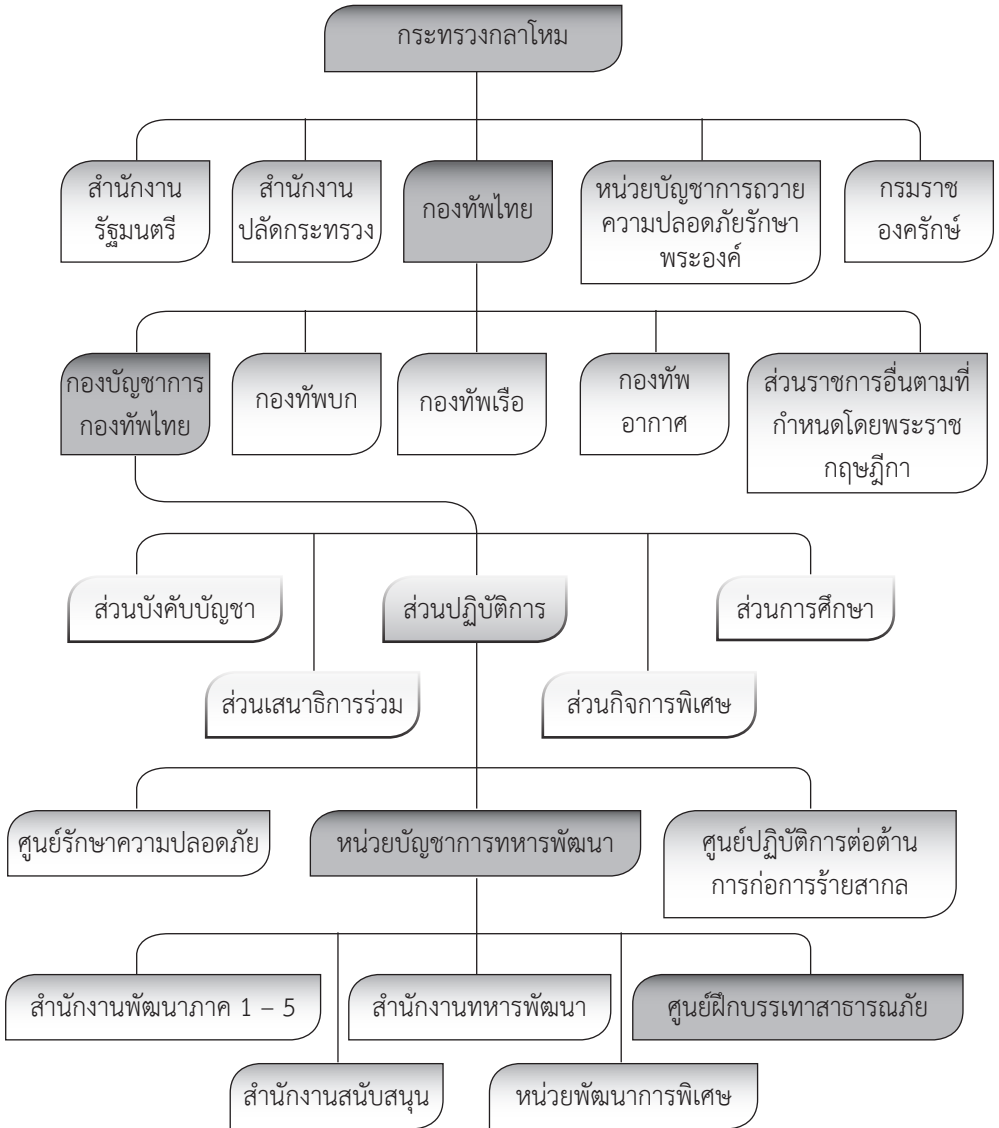 กระทรวงกลาโหม
สำนักงาน
รัฐมนตรี
สำนักงาน
ปลัดกระทรวง
กองทัพไทย
หน่วยบัญชาการถวาย
ความปลอดภัยรักษา
พระองค์
กรมราช
องครักษ์
กองบัญชาการ
กองทัพไทย
กองทัพบก
กองทัพเรือ
กองทัพ
อากาศ
ส่วนราชการอื่นตามที่
กำหนดโดยพระราช
กฤษฎีกา
ส่วนบังคับบัญชา
ส่วนปฏิบัติการ
ส่วนการศึกษา
ส่วนเสนาธิการร่วม
ส่วนกิจการพิเศษ
ศูนย์รักษาความปลอดภัย
หน่วยบัญชาการทหารพัฒนา
ศูนย์ปฏิบัติการต่อต้าน
การก่อการร้ายสากล
สำนักงานพัฒนาภาค 1 – 5
สำนักงานทหารพัฒนา
ศูนย์ฝึกบรรเทาสาธารณภัย
สำนักงานสนับสนุน
หน่วยพัฒนาการพิเศษ